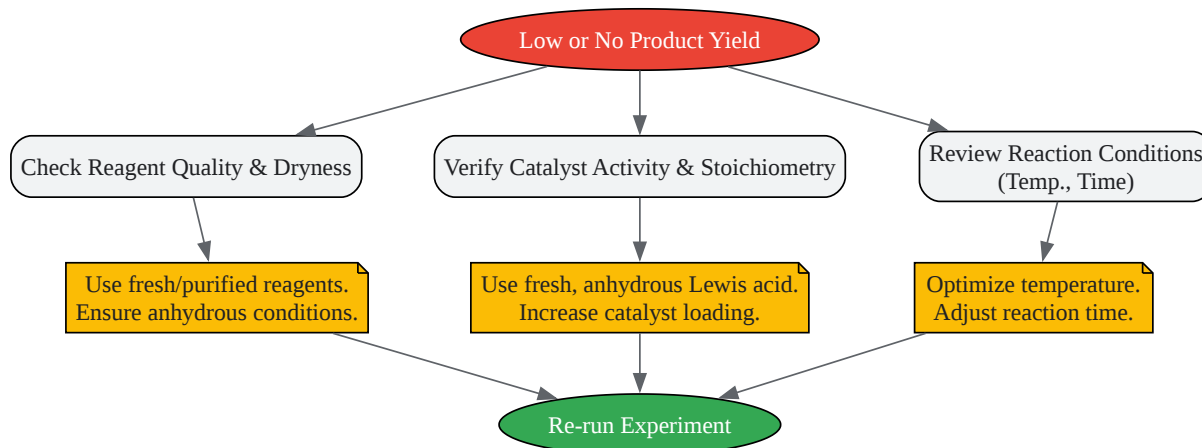 Low or No Product Yield
Check Reagent Quality & Dryness
Verify Catalyst Activity & Stoichiometry
Review Reaction Conditions
(Temp., Time)
Use fresh/purified reagents.
Ensure anhydrous conditions.
Use fresh, anhydrous Lewis acid.
Increase catalyst loading.
Optimize temperature.
Adjust reaction time.
Re-run Experiment